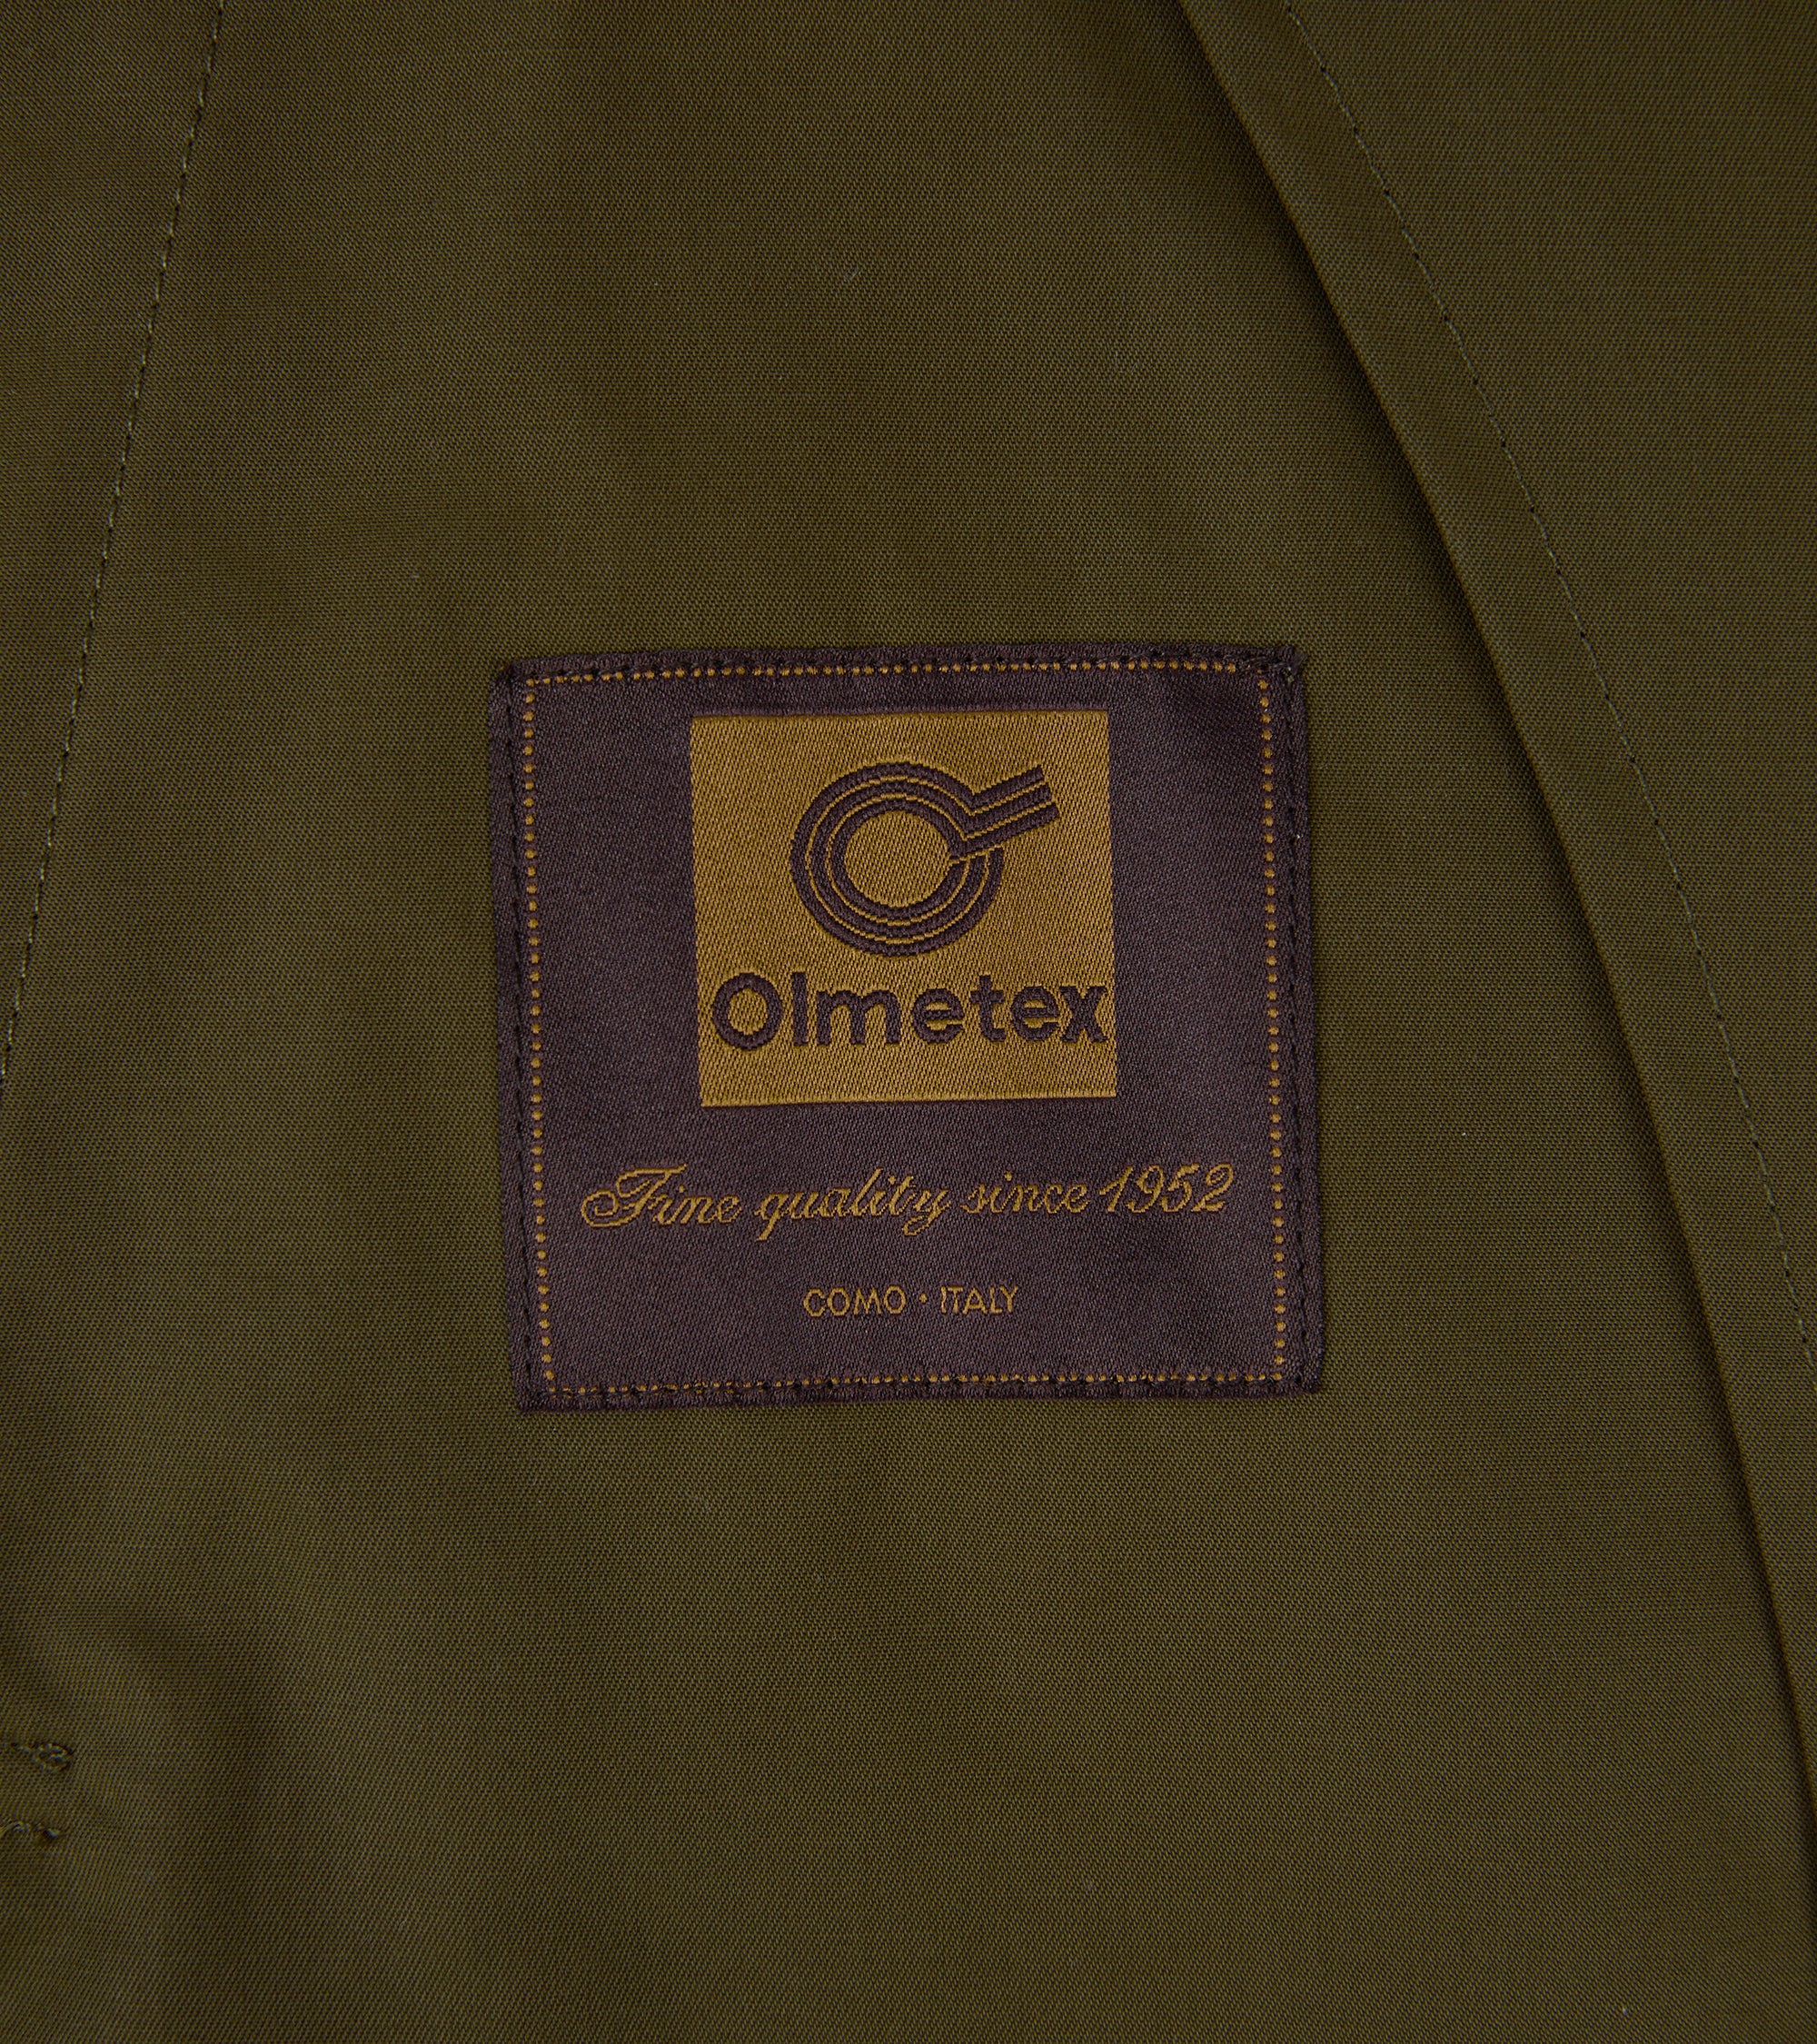 Olmetex
Fine quality since 1952
COMO · ITALY